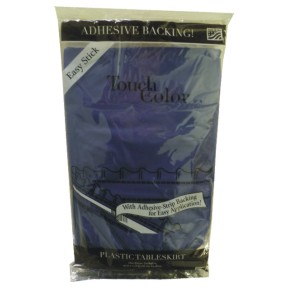 ADHESIVE BACKING!
Easy Stick
Touch
of Color
With Adhesive-Strip Backing
for Easy Application!
PLASTIC TABLESKIRT